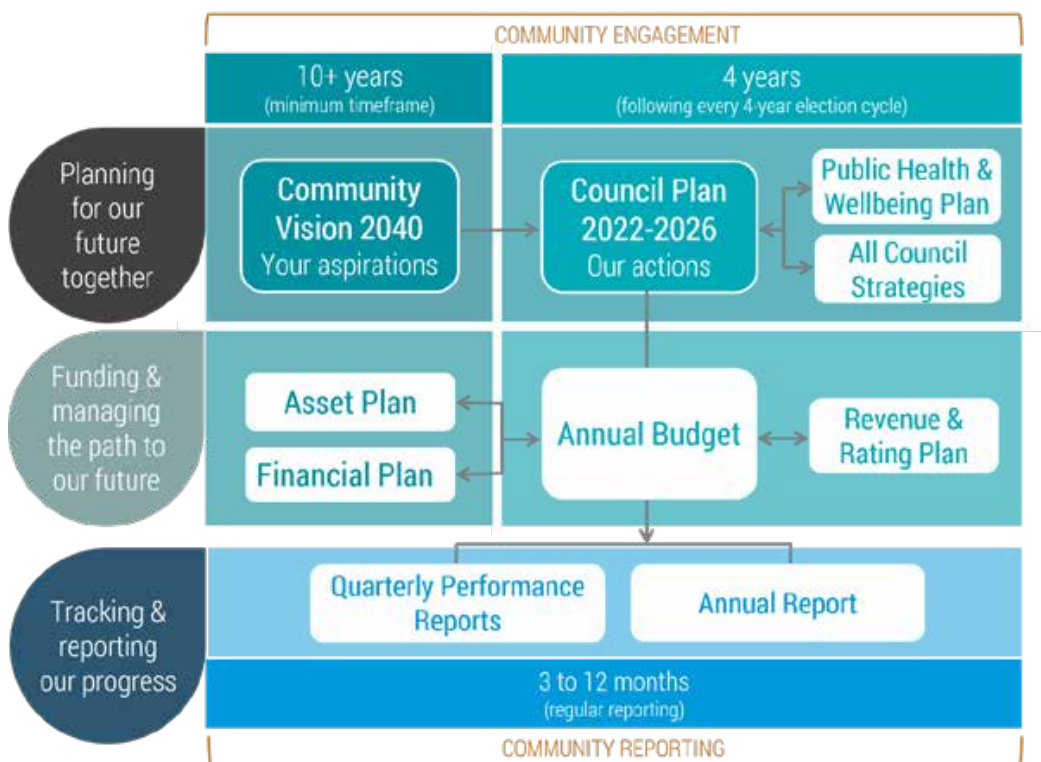 COMMUNITY ENGAGEMENT
10+ years
(minimum timeframe)
4 years
(following every 4-year election cycle)
Planning
for our
future
together
Community
Vision 2040
Your aspirations
Council Plan
2022-2026
Our actions
Public Health &
Wellbeing Plan
All Council
Strategies
Funding &
managing
the path to
our future
Asset Plan
Financial Plan
Annual Budget
Revenue &
Rating Plan
Tracking &
reporting
our progress
Quarterly Performance
Reports
Annual Report
3 to 12 months
(regular reporting)
COMMUNITY REPORTING